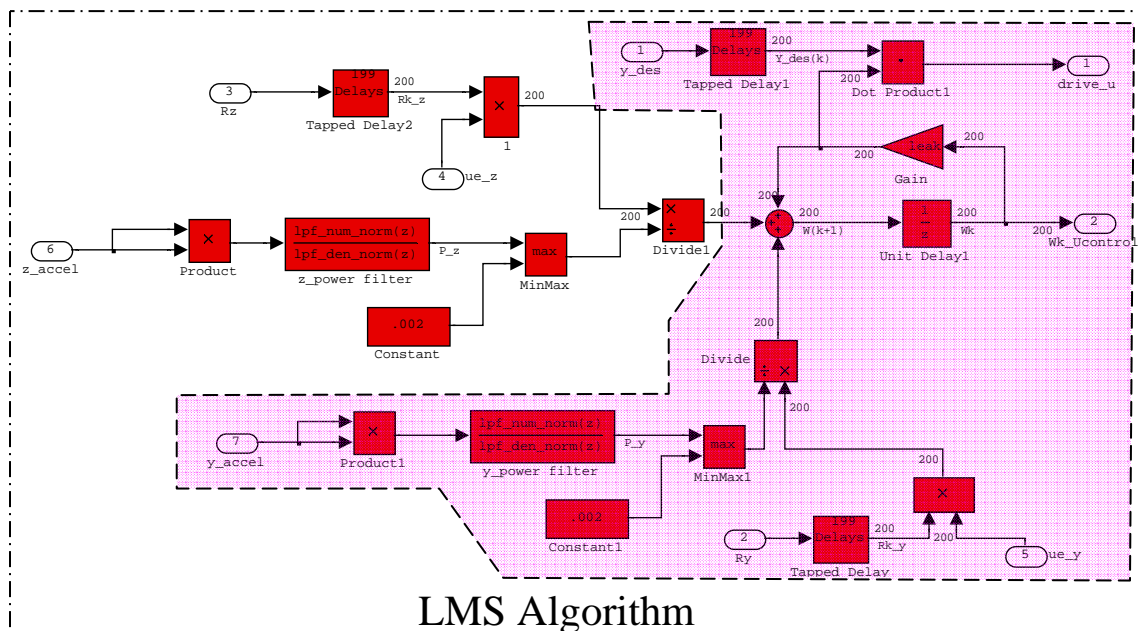 199
Delays
200
Y_des(k)
1
y_des
Tapped Delay1
200
Dot Product1
1
drive_u
3
Rz
199
Delays
200
Rk_z
Tapped Delay2
×
200
1
4
ue_z
leak
200
200
Gain
200
200
W(k+1)
1
200
Wk
Unit Delay1
200
2
Wk_Ucontrol
×
÷
200
200
Divide1
6
z_accel
×
Product
lpf_num_norm(z)
lpf_den_norm(z)
P_z
z_power filter
max
MinMax
.002
Constant
200
Divide
÷ ×
200
7
y_accel
×
Product1
lpf_num_norm(z)
lpf_den_norm(z)
P_y
y_power filter
max
MinMax1
.002
Constant1
200
×
2
Ry
199
Delays
200
Rk_y
Tapped Delay
200
5
ue_y
LMS Algorithm